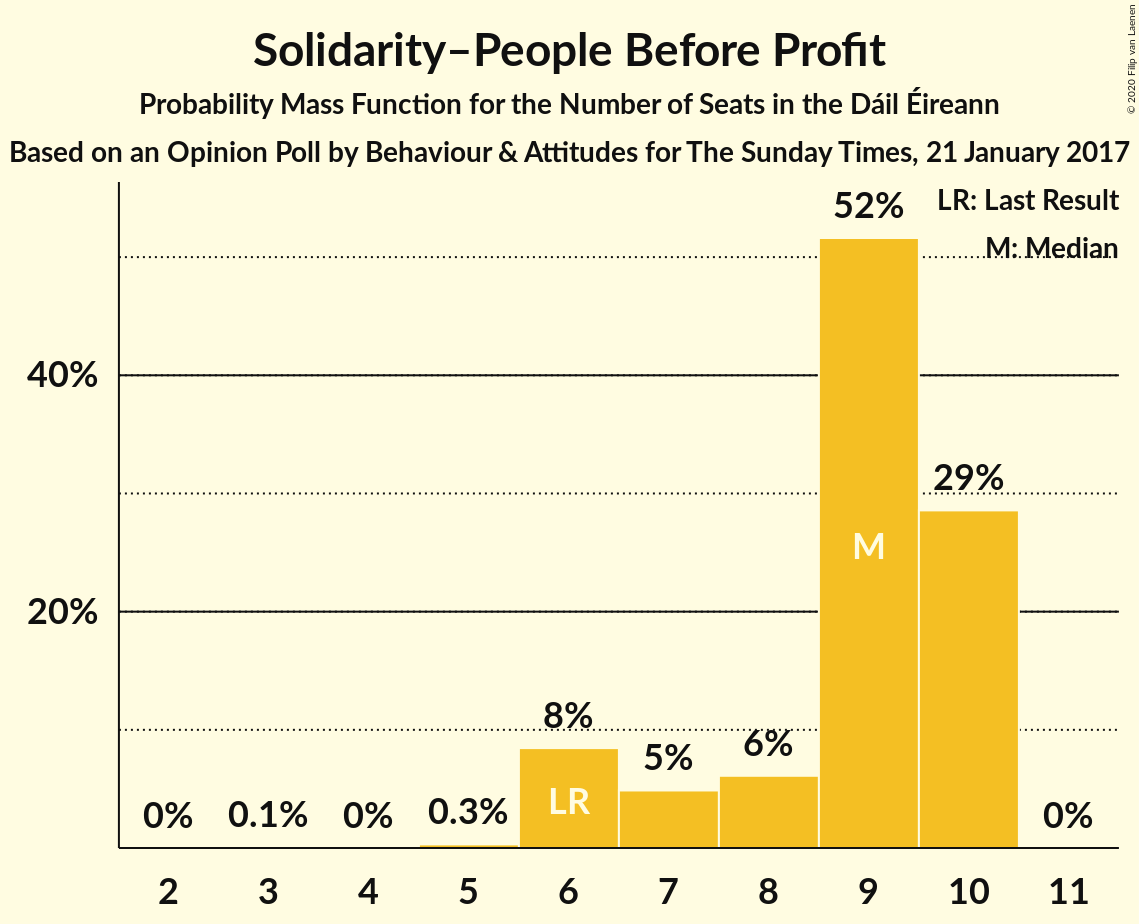 Solidarity–People Before Profit
Probability Mass Function for the Number of Seats in the Dáil Éireann
Based on an Opinion Poll by Behaviour & Attitudes for The Sunday Times, 21 January 2017
© 2020 Filip van Laenen
LR: Last Result
M: Median
52%
40%
29%
M
20%
8%
6%
5%
LR
0%
0.1%
0%
0.3%
0%
2 3 4 5 6 7 8 9 10 11